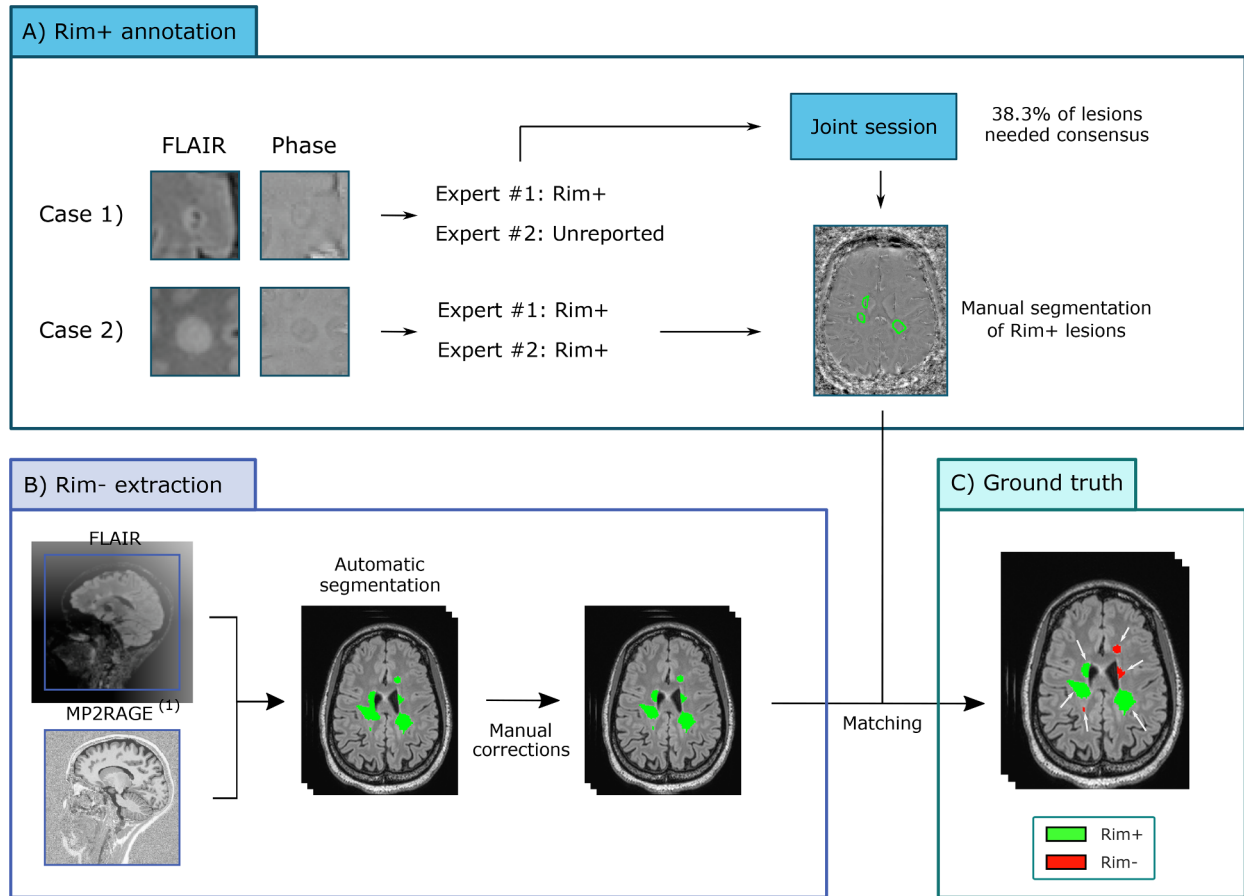 A) Rim+ annotation
FLAIR
Phase
Case 1)
Expert #1: Rim+
Expert #2: Unreported
Joint session
38.3% of lesions
needed consensus
Case 2)
Expert #1: Rim+
Expert #2: Rim+
Manual segmentation
of Rim+ lesions
B) Rim- extraction
FLAIR
MP2RAGE (1)
Automatic
segmentation
Manual
corrections
Matching
C) Ground truth
Rim+
Rim-